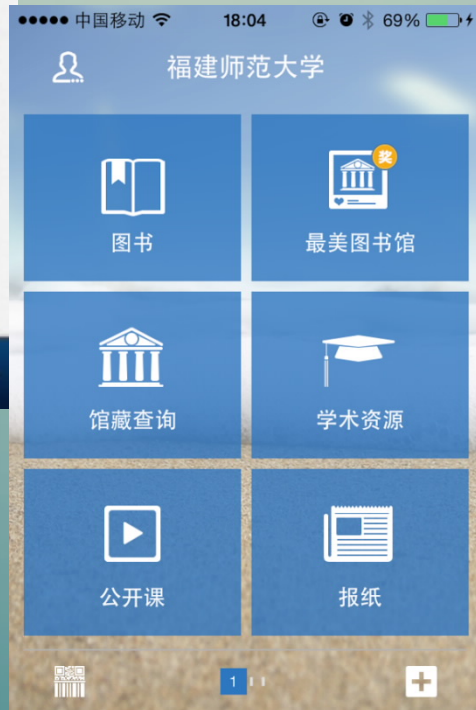 中国移动 18:04 69%
福建师范大学
图书
奖
最美图书馆
馆藏查询
学术资源
公开课
报纸
1